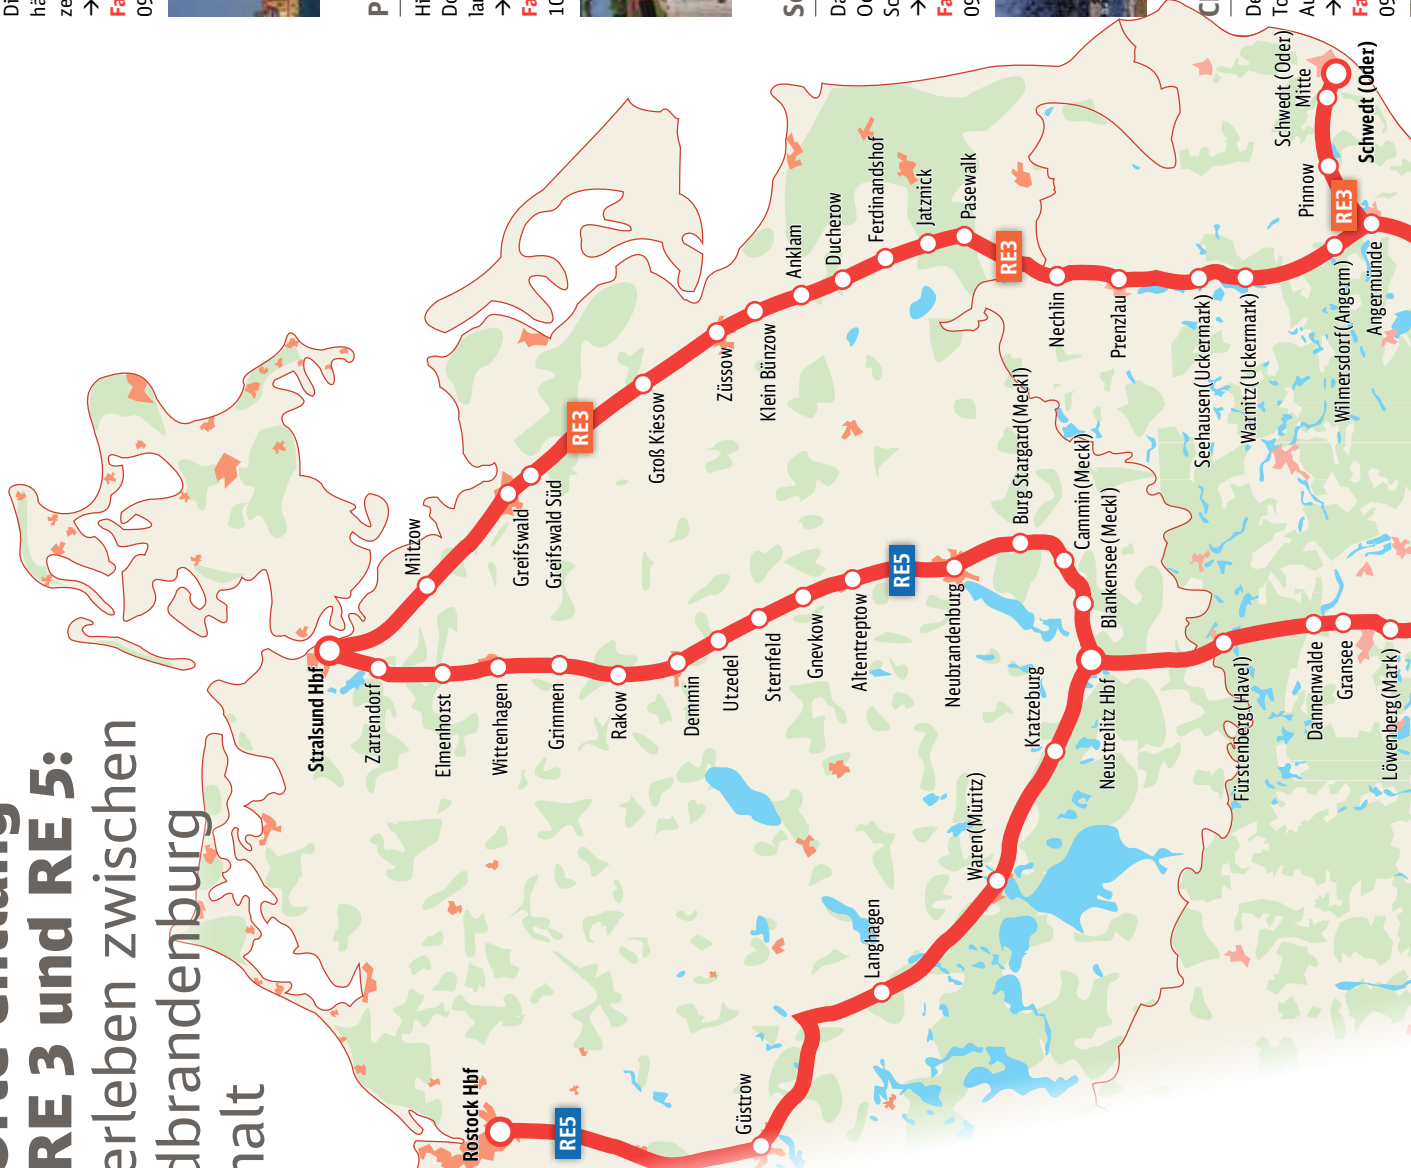 RE 3 und RE 5:
erleben zwischen
dbrandenburg
halt
Stralsund Hbf
Miltzow
Greifswald
Greifswald Süd
RE3
Groß Kiesow
Züssow
Klein Bünzow
Anklam
Ducherow
Ferdinandshof
Jatznick
Pasewalk
RE3
Nechlin
Prenzlau
Seehausen(Uckermark)
Warnitz(Uckermark)
Wilmersdorf(Angerm)
Angermünde
RE3
Pinnow
Schwedt (Oder)
Mitte
Schwedt (Oder)
Zarrendorf
Elmenhorst
Wittenhagen
Grimmen
Rakow
Demmin
Utzedel
Sternfeld
Gnevkow
Altentreptow
RE5
Neubrandenburg
Burg Stargard(Meckl)
Cammin(Meckl)
Blankensee(Meckl)
Neustrelitz Hbf
Kratzeburg
Waren(Müritz)
Langhagen
Güstrow
RE5
Rostock Hbf
Fürstenberg(Havel)
Dannenwalde
Gransee
Löwenberg(Mark)